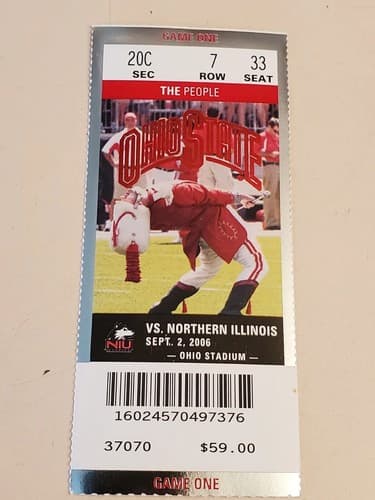 GAME ONE
20C 7 33
SEC ROW SEAT
THE PEOPLE
OHIO STATE
NIU
VS. NORTHERN ILLINOIS
SEPT. 2, 2006
— OHIO STADIUM —
16024570497376
37070 $59.00
GAME ONE